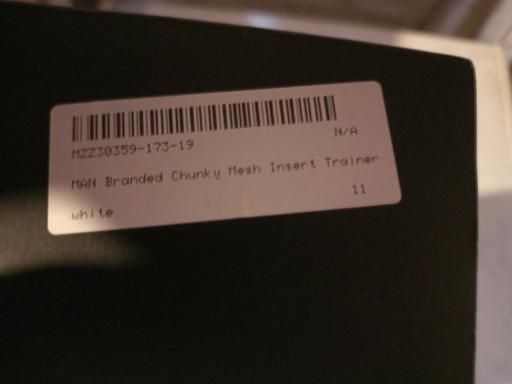 N/A
MZZ30359-173-19
MAN Branded Chunky Mesh Insert Trainer
11
white